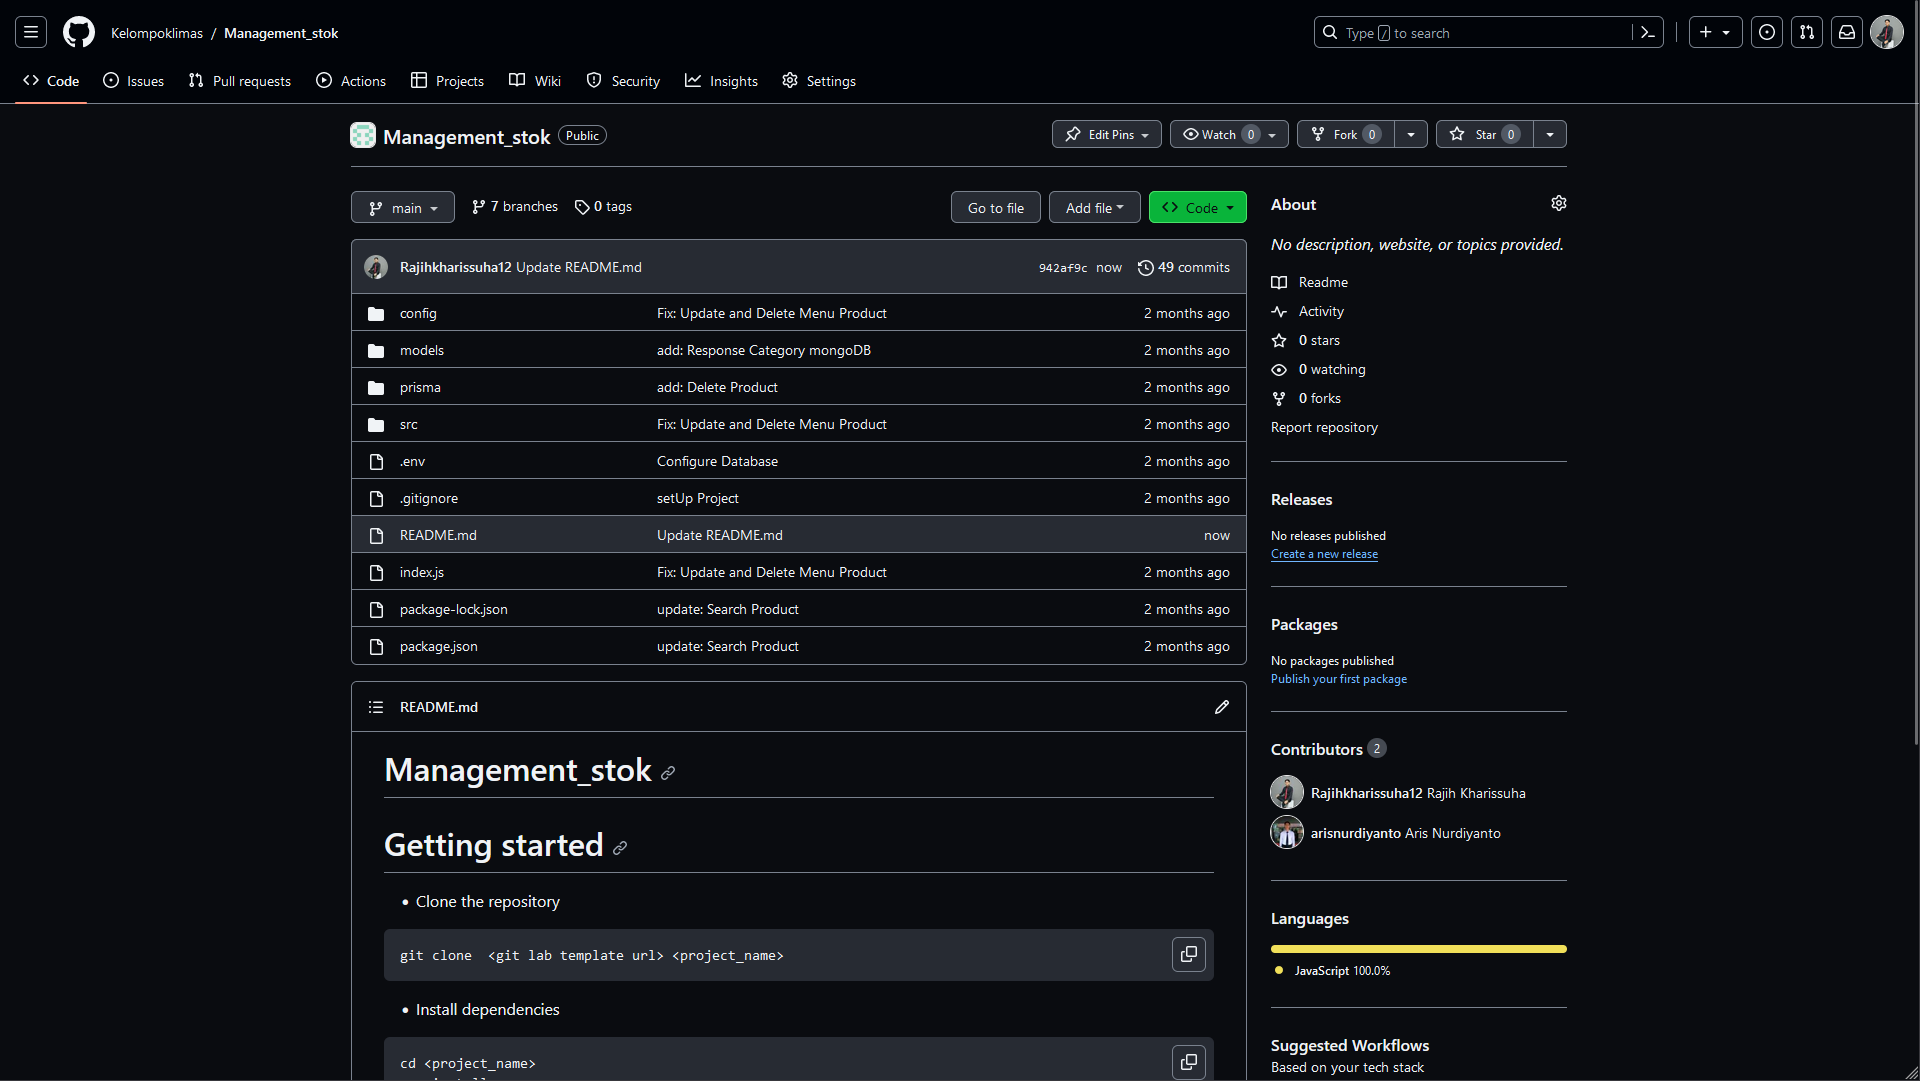 Kelompoklimas / Management_stok
Type / to search
Code
Issues
Pull requests
Actions
Projects
Wiki
Security
Insights
Settings
Management_stok Public
Edit Pins
Watch 0
Fork 0
Star 0
main
7 branches
0 tags
Go to file
Add file
Code
Rajihkharissuha12 Update README.md 942af9c now 49 commits
config Fix: Update and Delete Menu Product 2 months ago
models add: Response Category mongoDB 2 months ago
prisma add: Delete Product 2 months ago
src Fix: Update and Delete Menu Product 2 months ago
.env Configure Database 2 months ago
.gitignore setUp Project 2 months ago
README.md Update README.md now
index.js Fix: Update and Delete Menu Product 2 months ago
package-lock.json update: Search Product 2 months ago
package.json update: Search Product 2 months ago
README.md
Management_stok
Getting started
Clone the repository
git clone  <git lab template url> <project_name>
Install dependencies
cd <project_name>
About
No description, website, or topics provided.
Readme
Activity
0 stars
0 watching
0 forks
Report repository
Releases
No releases published
Create a new release
Packages
No packages published
Publish your first package
Contributors 2
Rajihkharissuha12 Rajih Kharissuha
arisnurdiyanto Aris Nurdiyanto
Languages
JavaScript 100.0%
Suggested Workflows
Based on your tech stack